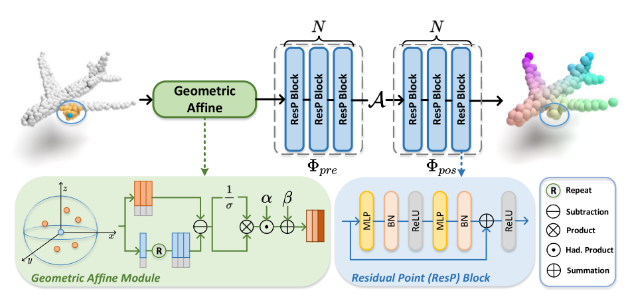 N
N
Geometric
Affine
ResP Block
ResP Block
ResP Block
𝒜
ResP Block
ResP Block
ResP Block
Φpre
Φpos
z
x
y
R
1
σ
α
β
Geometric Affine Module
MLP
BN
ReLU
MLP
BN
ReLU
Residual Point (ResP) Block
R Repeat
Subtraction
Product
Had. Product
Summation